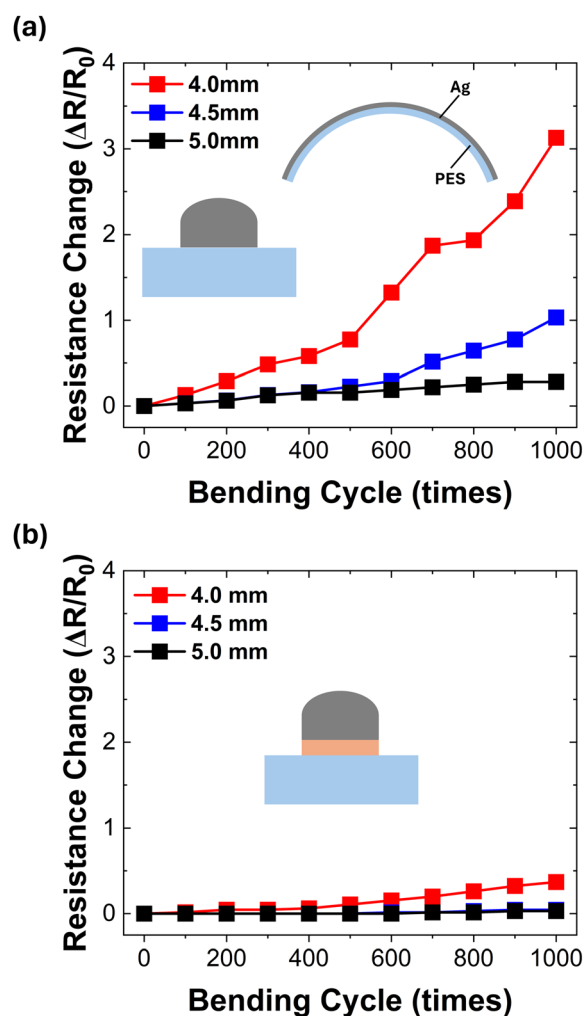 (a)
Resistance Change (ΔR/R₀)
4
3
2
1
0
4.0mm
4.5mm
5.0mm
Ag
PES
0 200 400 600 800 1000
Bending Cycle (times)
(b)
Resistance Change (ΔR/R₀)
4
3
2
1
0
4.0 mm
4.5 mm
5.0 mm
0 200 400 600 800 1000
Bending Cycle (times)